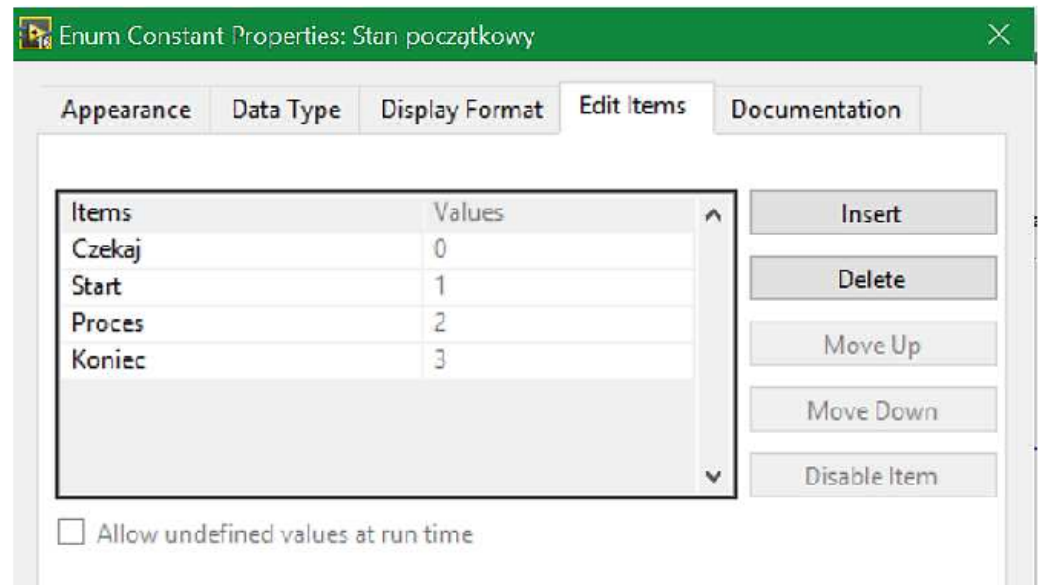 Enum Constant Properties: Stan początkowy
Appearance Data Type Display Format Edit Items Documentation
Items Values
Czekaj 0
Start 1
Proces 2
Koniec 3
Insert
Delete
Move Up
Move Down
Disable Item
Allow undefined values at run time